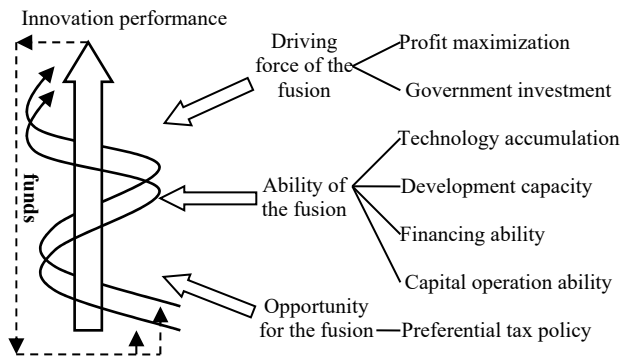 Innovation performance
Driving
force of the
fusion
Profit maximization
Government investment
Technology accumulation
Ability of
the fusion
Development capacity
Financing ability
Capital operation ability
funds
Opportunity
for the fusion
Preferential tax policy